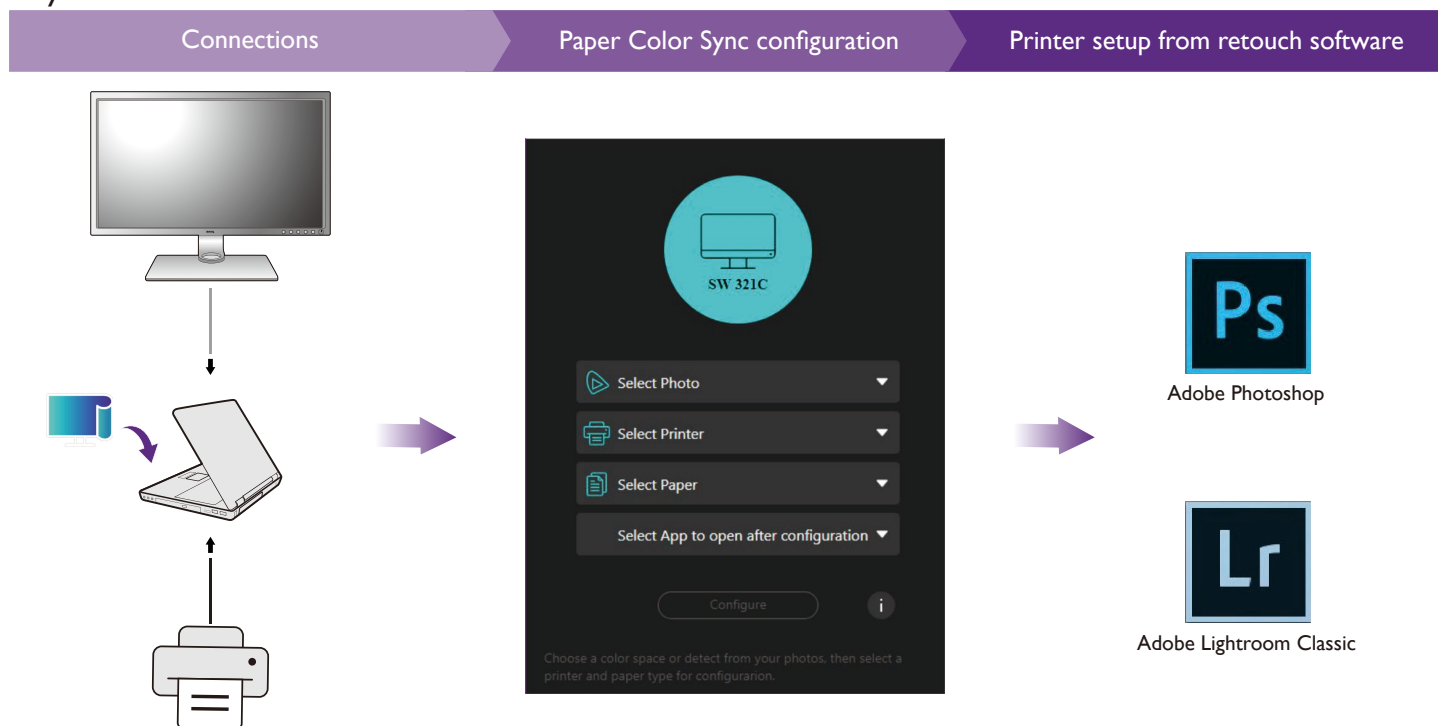 Connections
Paper Color Sync configuration
Printer setup from retouch software
SW 321C
Select Photo
Select Printer
Select Paper
Select App to open after configuration
Configure
i
Choose a color space or detect from your photos, then select a
printer and paper type for configurarion.
Ps
Adobe Photoshop
Lr
Adobe Lightroom Classic